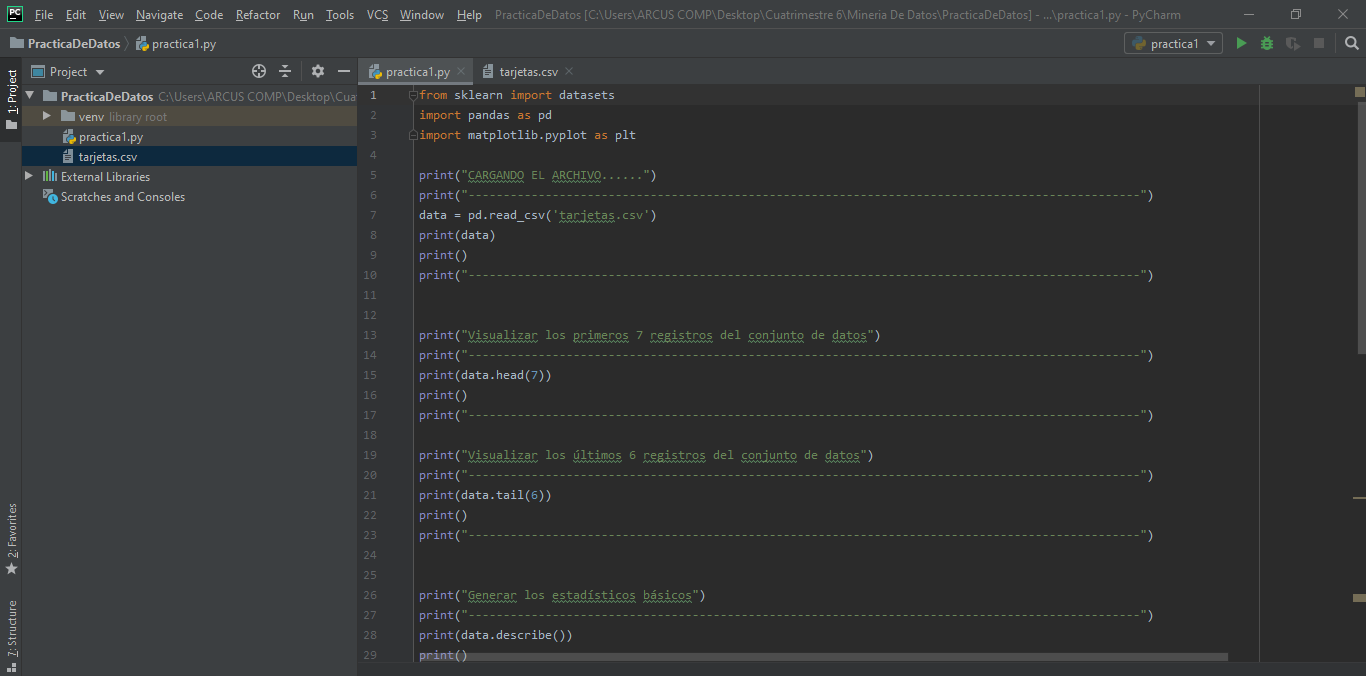 PC File Edit View Navigate Code Refactor Run Tools VCS Window Help PracticaDeDatos [C:\Users\ARCUS COMP\Desktop\Cuatrimestre 6\Mineria De Datos\PracticaDeDatos] - ...\practica1.py - PyCharm
PracticaDeDatos practica1.py practica1
1: Project
Project
practica1.py tarjetas.csv
PracticaDeDatos C:\Users\ARCUS COMP\Desktop\Cua
venv library root
practica1.py
tarjetas.csv
External Libraries
Scratches and Consoles
2: Favorites
7: Structure
1 from sklearn import datasets
2 import pandas as pd
3 import matplotlib.pyplot as plt
4
5 print("CARGANDO EL ARCHIVO......")
6 print("------------------------------------------------------------------------------------------------")
7 data = pd.read_csv('tarjetas.csv')
8 print(data)
9 print()
10 print("------------------------------------------------------------------------------------------------")
11
12
13 print("Visualizar los primeros 7 registros del conjunto de datos")
14 print("------------------------------------------------------------------------------------------------")
15 print(data.head(7))
16 print()
17 print("------------------------------------------------------------------------------------------------")
18
19 print("Visualizar los últimos 6 registros del conjunto de datos")
20 print("------------------------------------------------------------------------------------------------")
21 print(data.tail(6))
22 print()
23 print("------------------------------------------------------------------------------------------------")
24
25
26 print("Generar los estadísticos básicos")
27 print("------------------------------------------------------------------------------------------------")
28 print(data.describe())
29 print()